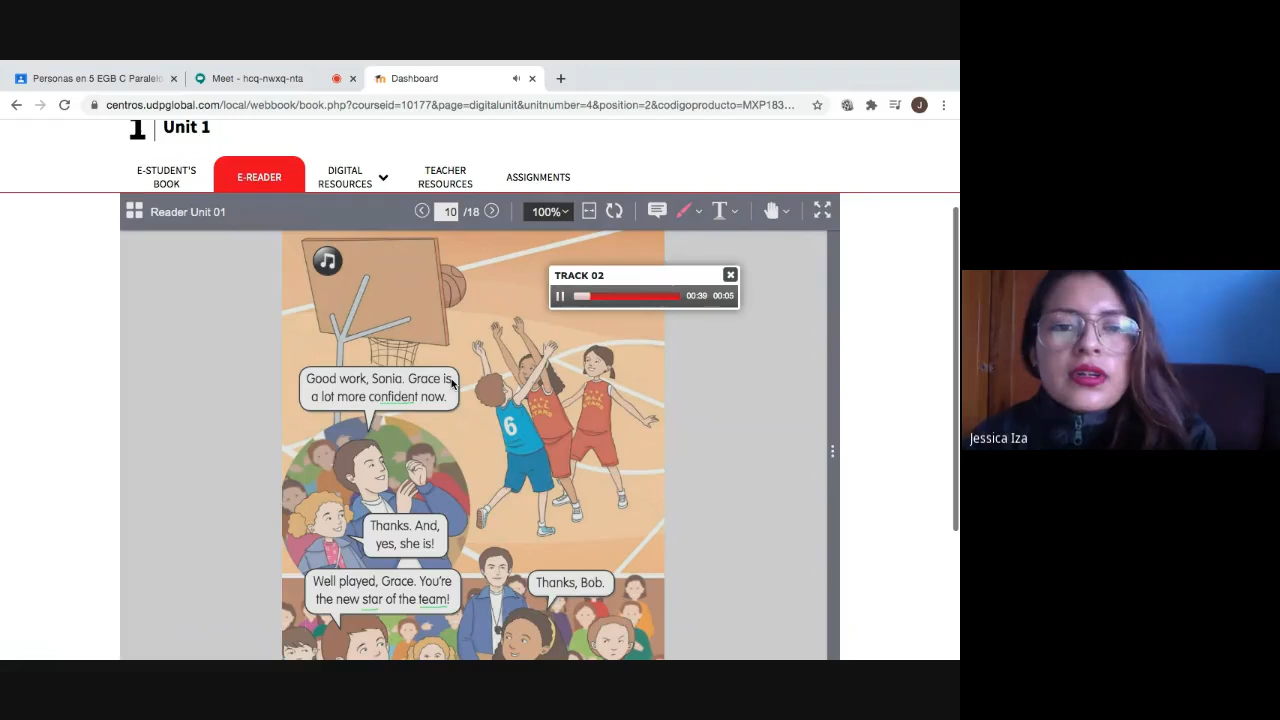 Personas en 5 EGB C Paralelo
Meet - hcq-nwxq-nta
Dashboard
centros.udpglobal.com/local/webbook/book.php?courseid=10177&page=digitalunit&unitnumber=4&position=2&codigoproducto=MXP183...
J
1 | Unit 1
E-STUDENT'S
BOOK
E-READER
DIGITAL
RESOURCES
TEACHER
RESOURCES
ASSIGNMENTS
Reader Unit 01
10 /18
100%
T
TRACK 02
00:39 00:05
Good work, Sonia. Grace is
a lot more confident now.
6
ALL
STARS
ALL
STARS
Thanks. And,
yes, she is!
Well played, Grace. You're
the new star of the team!
Thanks, Bob.
Jessica Iza